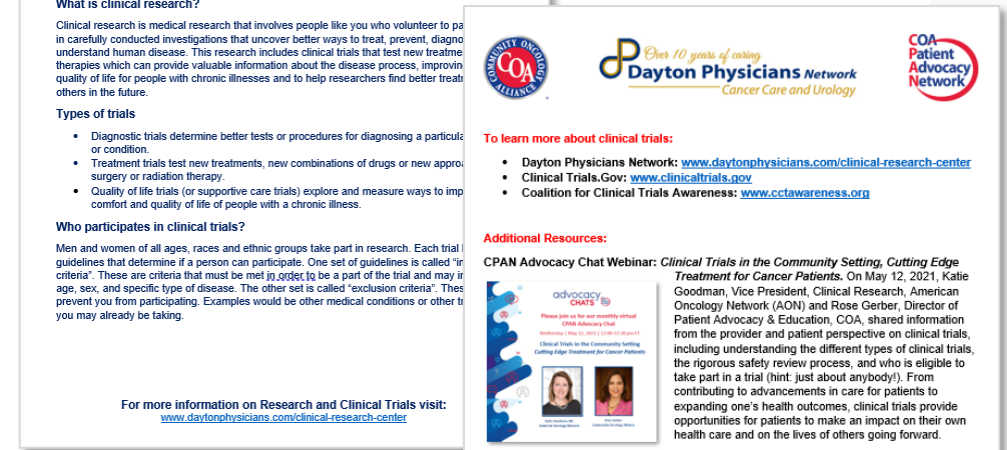 What is clinical research?
Clinical research is medical research that involves people like you who volunteer to pa
in carefully conducted investigations that uncover better ways to treat, prevent, diagno
understand human disease. This research includes clinical trials that test new treatme
therapies which can provide valuable information about the disease process, improvin
quality of life for people with chronic illnesses and to help researchers find better treatr
others in the future.
Types of trials
• Diagnostic trials determine better tests or procedures for diagnosing a particula
or condition.
• Treatment trials test new treatments, new combinations of drugs or new approa
surgery or radiation therapy.
• Quality of life trials (or supportive care trials) explore and measure ways to imp
comfort and quality of life of people with a chronic illness.
Who participates in clinical trials?
Men and women of all ages, races and ethnic groups take part in research. Each trial
guidelines that determine if a person can participate. One set of guidelines is called “in
criteria”. These are criteria that must be met in order to be a part of the trial and may in
age, sex, and specific type of disease. The other set is called “exclusion criteria”. Thes
prevent you from participating. Examples would be other medical conditions or other tr
you may already be taking.
For more information on Research and Clinical Trials visit:
www.daytonphysicians.com/clinical-research-center
COMMUNITY ONCOLOGY
COA
ALLIANCE
Over 10 years of caring
Dayton Physicians Network
Cancer Care and Urology
COA
Patient
Advocacy
Network
To learn more about clinical trials:
• Dayton Physicians Network: www.daytonphysicians.com/clinical-research-center
• Clinical Trials.Gov: www.clinicaltrials.gov
• Coalition for Clinical Trials Awareness: www.cctawareness.org
Additional Resources:
CPAN Advocacy Chat Webinar: Clinical Trials in the Community Setting, Cutting Edge
Treatment for Cancer Patients. On May 12, 2021, Katie
Goodman, Vice President, Clinical Research, American
Oncology Network (AON) and Rose Gerber, Director of
Patient Advocacy & Education, COA, shared information
from the provider and patient perspective on clinical trials,
including understanding the different types of clinical trials,
the rigorous safety review process, and who is eligible to
take part in a trial (hint: just about anybody!). From
contributing to advancements in care for patients to
expanding one’s health outcomes, clinical trials provide
opportunities for patients to make an impact on their own
health care and on the lives of others going forward.
advocacy
CHATS
Please join us for our monthly virtual
CPAN Advocacy Chat
Wednesday | May 12, 2021 | 12:00-12:30 pm ET
Clinical Trials in the Community Setting
Cutting Edge Treatment for Cancer Patients